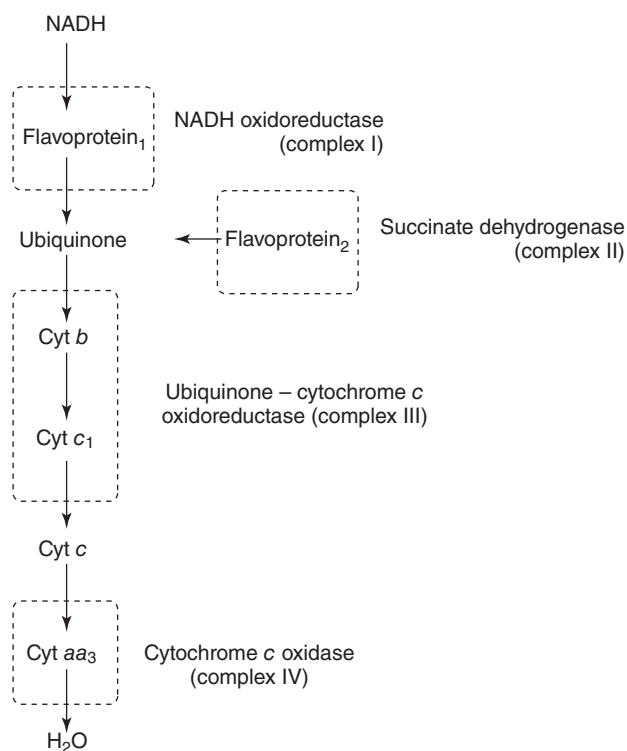 NADH
NADH oxidoreductase
(complex I)
Flavoprotein₁
Ubiquinone
Flavoprotein₂
Succinate dehydrogenase
(complex II)
Cyt b
Ubiquinone – cytochrome c
oxidoreductase (complex III)
Cyt c₁
Cyt c
Cyt aa₃
Cytochrome c oxidase
(complex IV)
H₂O